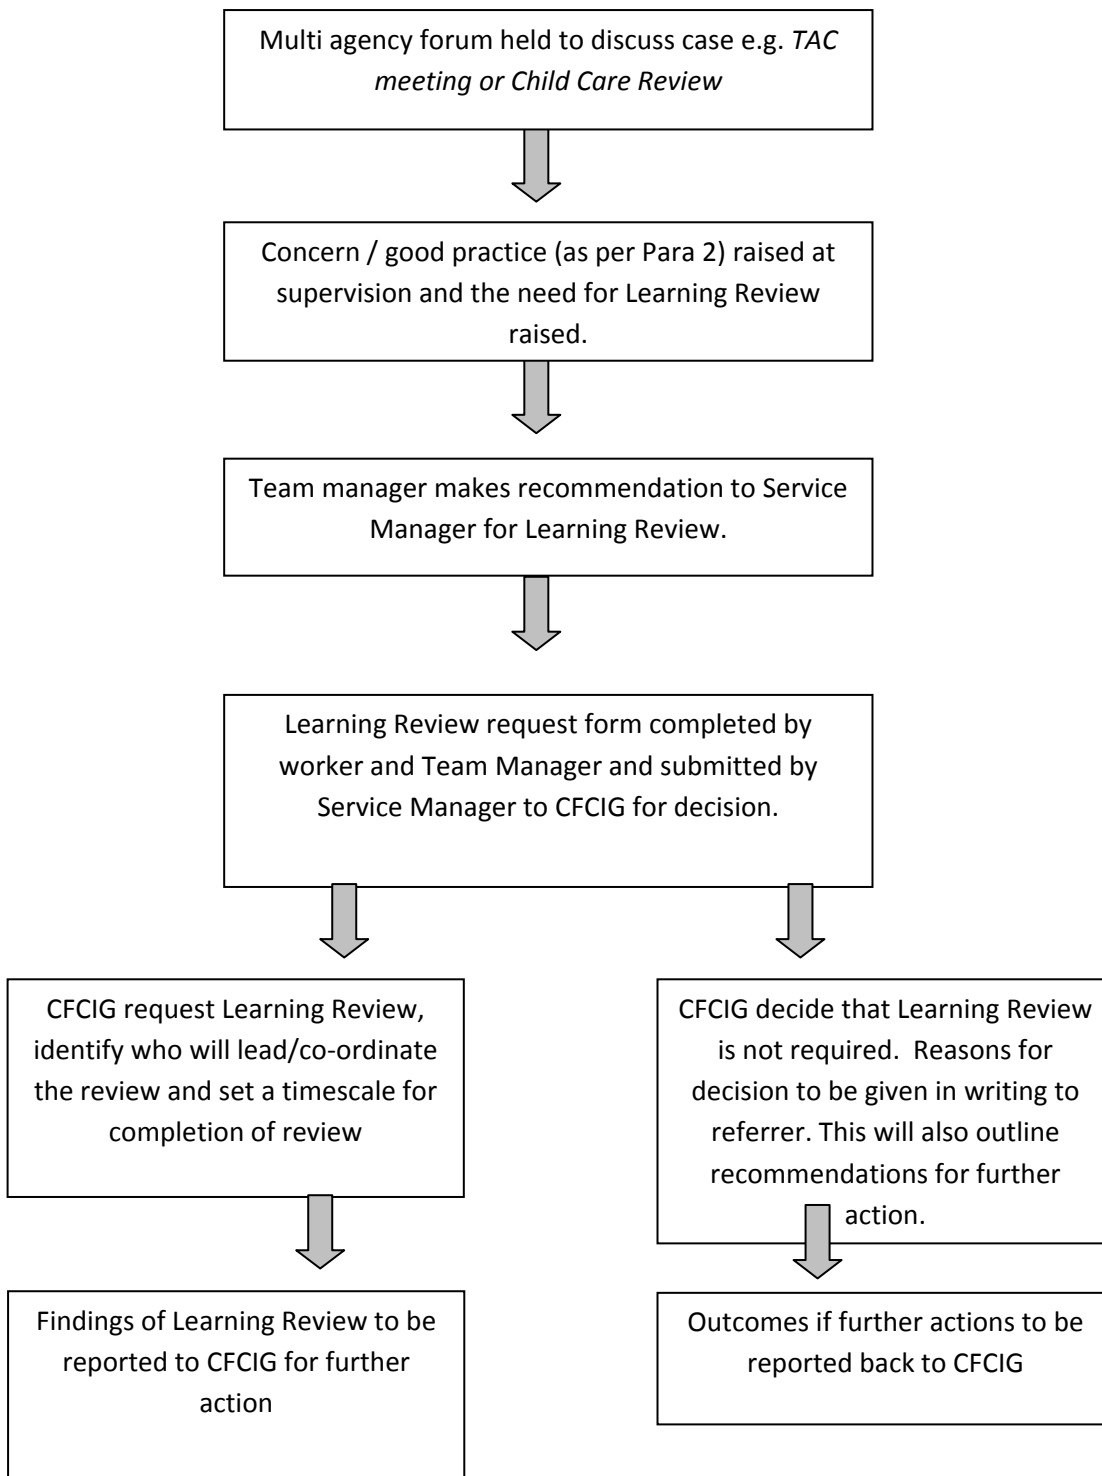 Multi agency forum held to discuss case e.g. TAC
meeting or Child Care Review
Concern / good practice (as per Para 2) raised at
supervision and the need for Learning Review
raised.
Team manager makes recommendation to Service
Manager for Learning Review.
Learning Review request form completed by
worker and Team Manager and submitted by
Service Manager to CFCIG for decision.
CFCIG request Learning Review,
identify who will lead/co-ordinate
the review and set a timescale for
completion of review
CFCIG decide that Learning Review
is not required.  Reasons for
decision to be given in writing to
referrer. This will also outline
recommendations for further
action.
Findings of Learning Review to be
reported to CFCIG for further
action
Outcomes if further actions to be
reported back to CFCIG